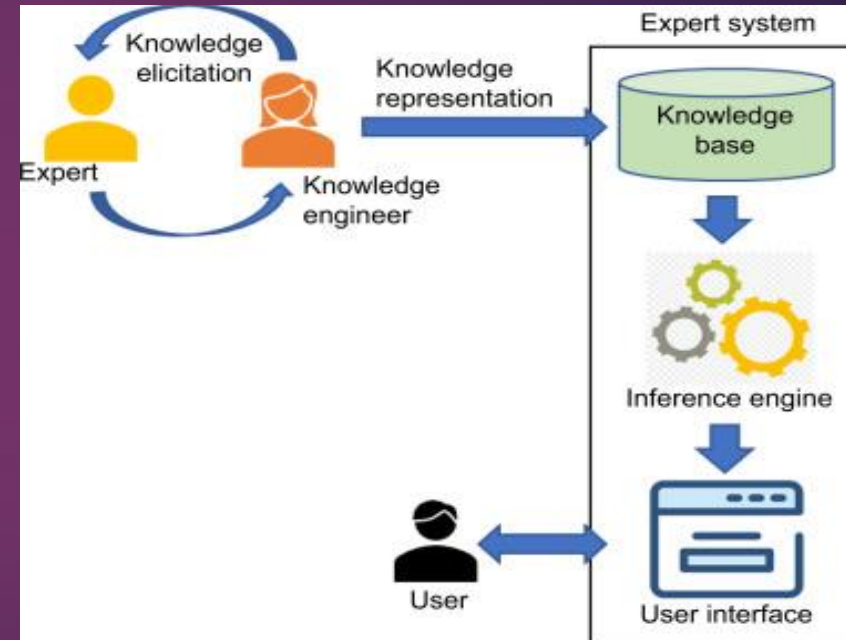 Expert system
Knowledge
elicitation
Knowledge
representation
Knowledge
base
Expert
Knowledge
engineer
Inference engine
User
User interface